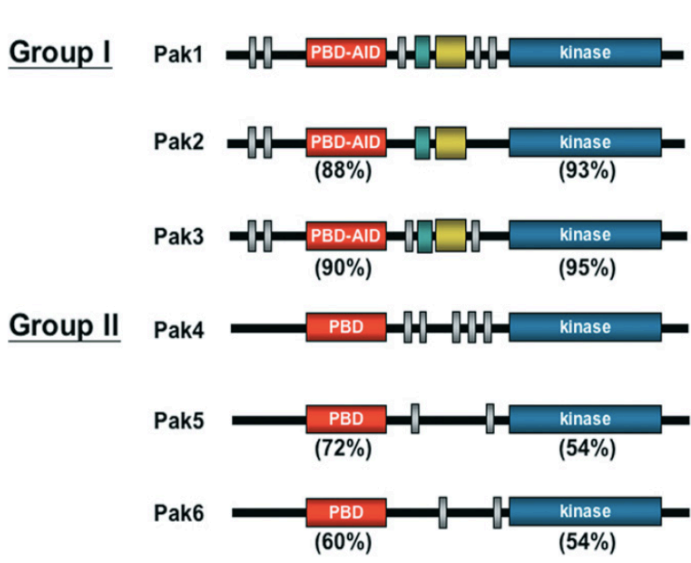 Group I Pak1 PBD-AID kinase
Pak2 PBD-AID kinase
(88%) (93%)
Pak3 PBD-AID kinase
(90%) (95%)
Group II Pak4 PBD kinase
Pak5 PBD kinase
(72%) (54%)
Pak6 PBD kinase
(60%) (54%)